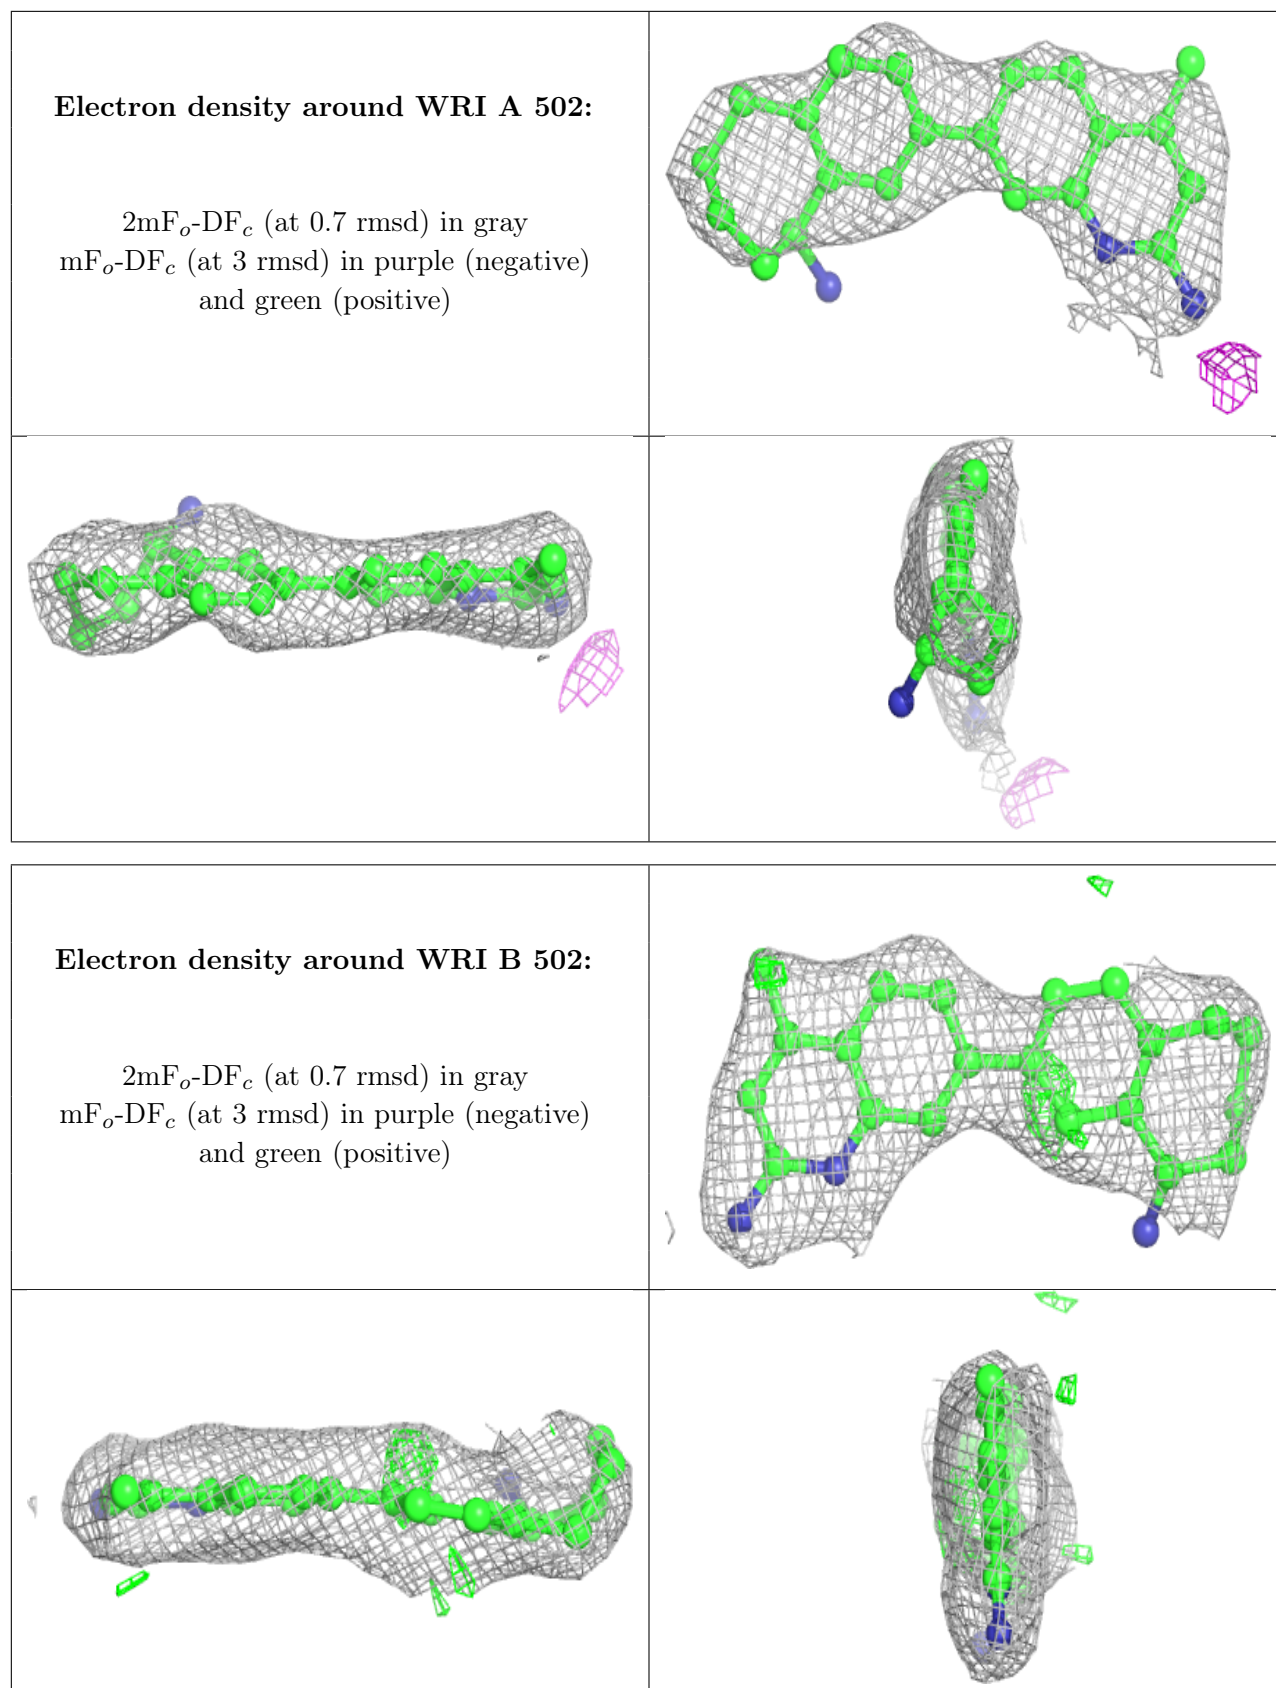 Electron density around WRI A 502:
2mFo-DFc (at 0.7 rmsd) in gray
mFo-DFc (at 3 rmsd) in purple (negative)
and green (positive)
Electron density around WRI B 502:
2mFo-DFc (at 0.7 rmsd) in gray
mFo-DFc (at 3 rmsd) in purple (negative)
and green (positive)